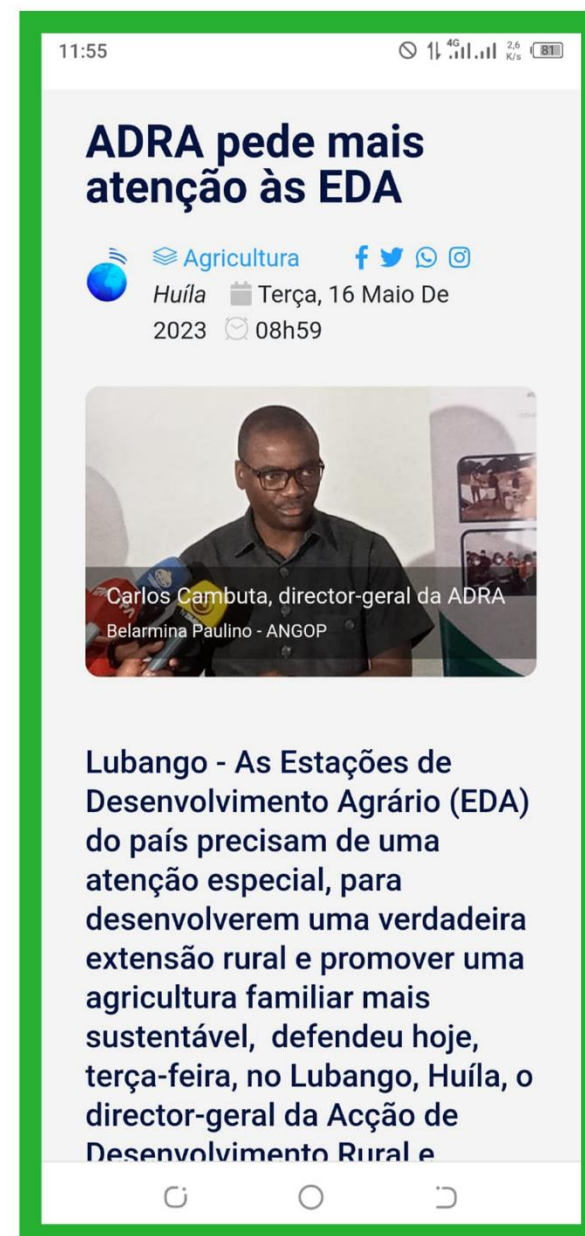 11:55
4G
2,6
K/s
81
ADRA pede mais
atenção às EDA
Agricultura
Huíla Terça, 16 Maio De
2023 08h59
Carlos Cambuta, director-geral da ADRA
Belarmina Paulino - ANGOP
Lubango - As Estações de
Desenvolvimento Agrário (EDA)
do país precisam de uma
atenção especial, para
desenvolverem uma verdadeira
extensão rural e promover uma
agricultura familiar mais
sustentável, defendeu hoje,
terça-feira, no Lubango, Huíla, o
director-geral da Acção de
Desenvolvimento Rural e